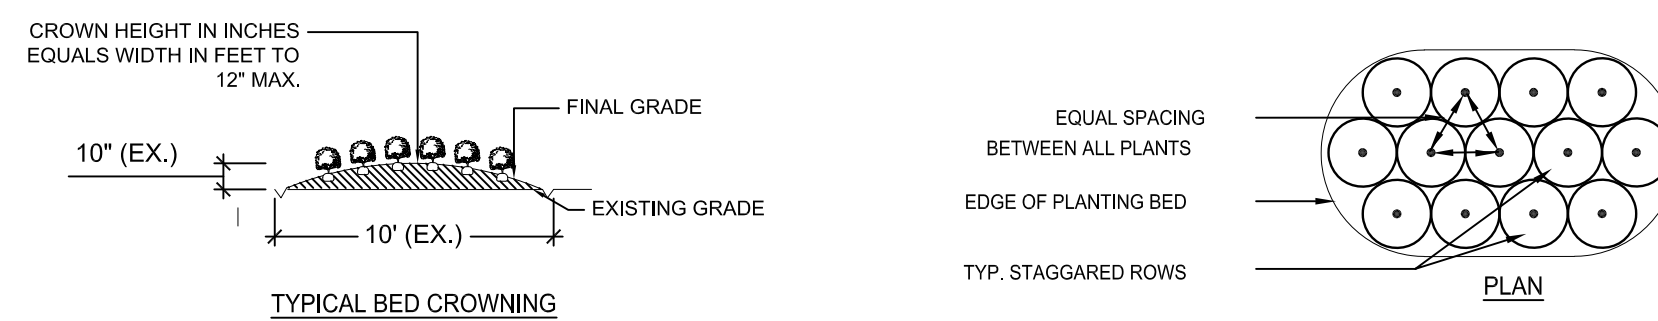 CROWN HEIGHT IN INCHES
EQUALS WIDTH IN FEET TO
12" MAX.
FINAL GRADE
10" (EX.)
EXISTING GRADE
10' (EX.)
TYPICAL BED CROWNING
EQUAL SPACING
BETWEEN ALL PLANTS
EDGE OF PLANTING BED
TYP. STAGGARED ROWS
PLAN